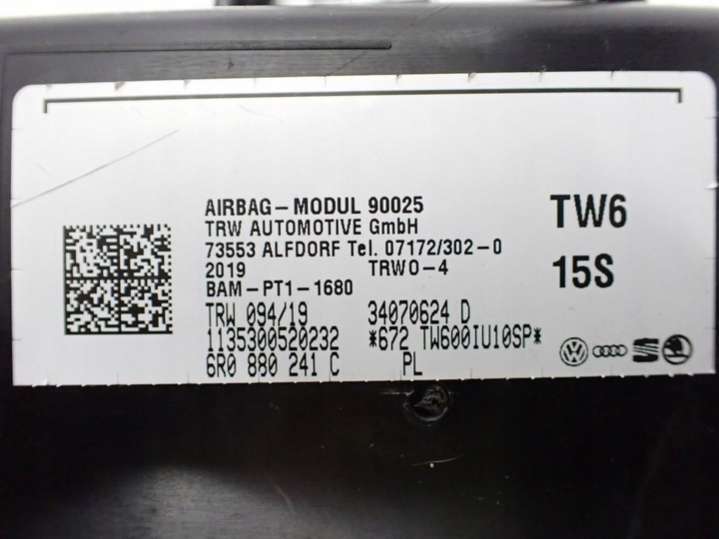 AIRBAG-MODUL 90025
TRW AUTOMOTIVE GmbH
73553 ALFDORF Tel. 07172/302-0
2019 TRWO-4
BAM-PT1-1680
TRW 094/19 34070624 D
1135300520232 *672 TW600IU10SP*
6R0 880 241 C PL
TW6
15S